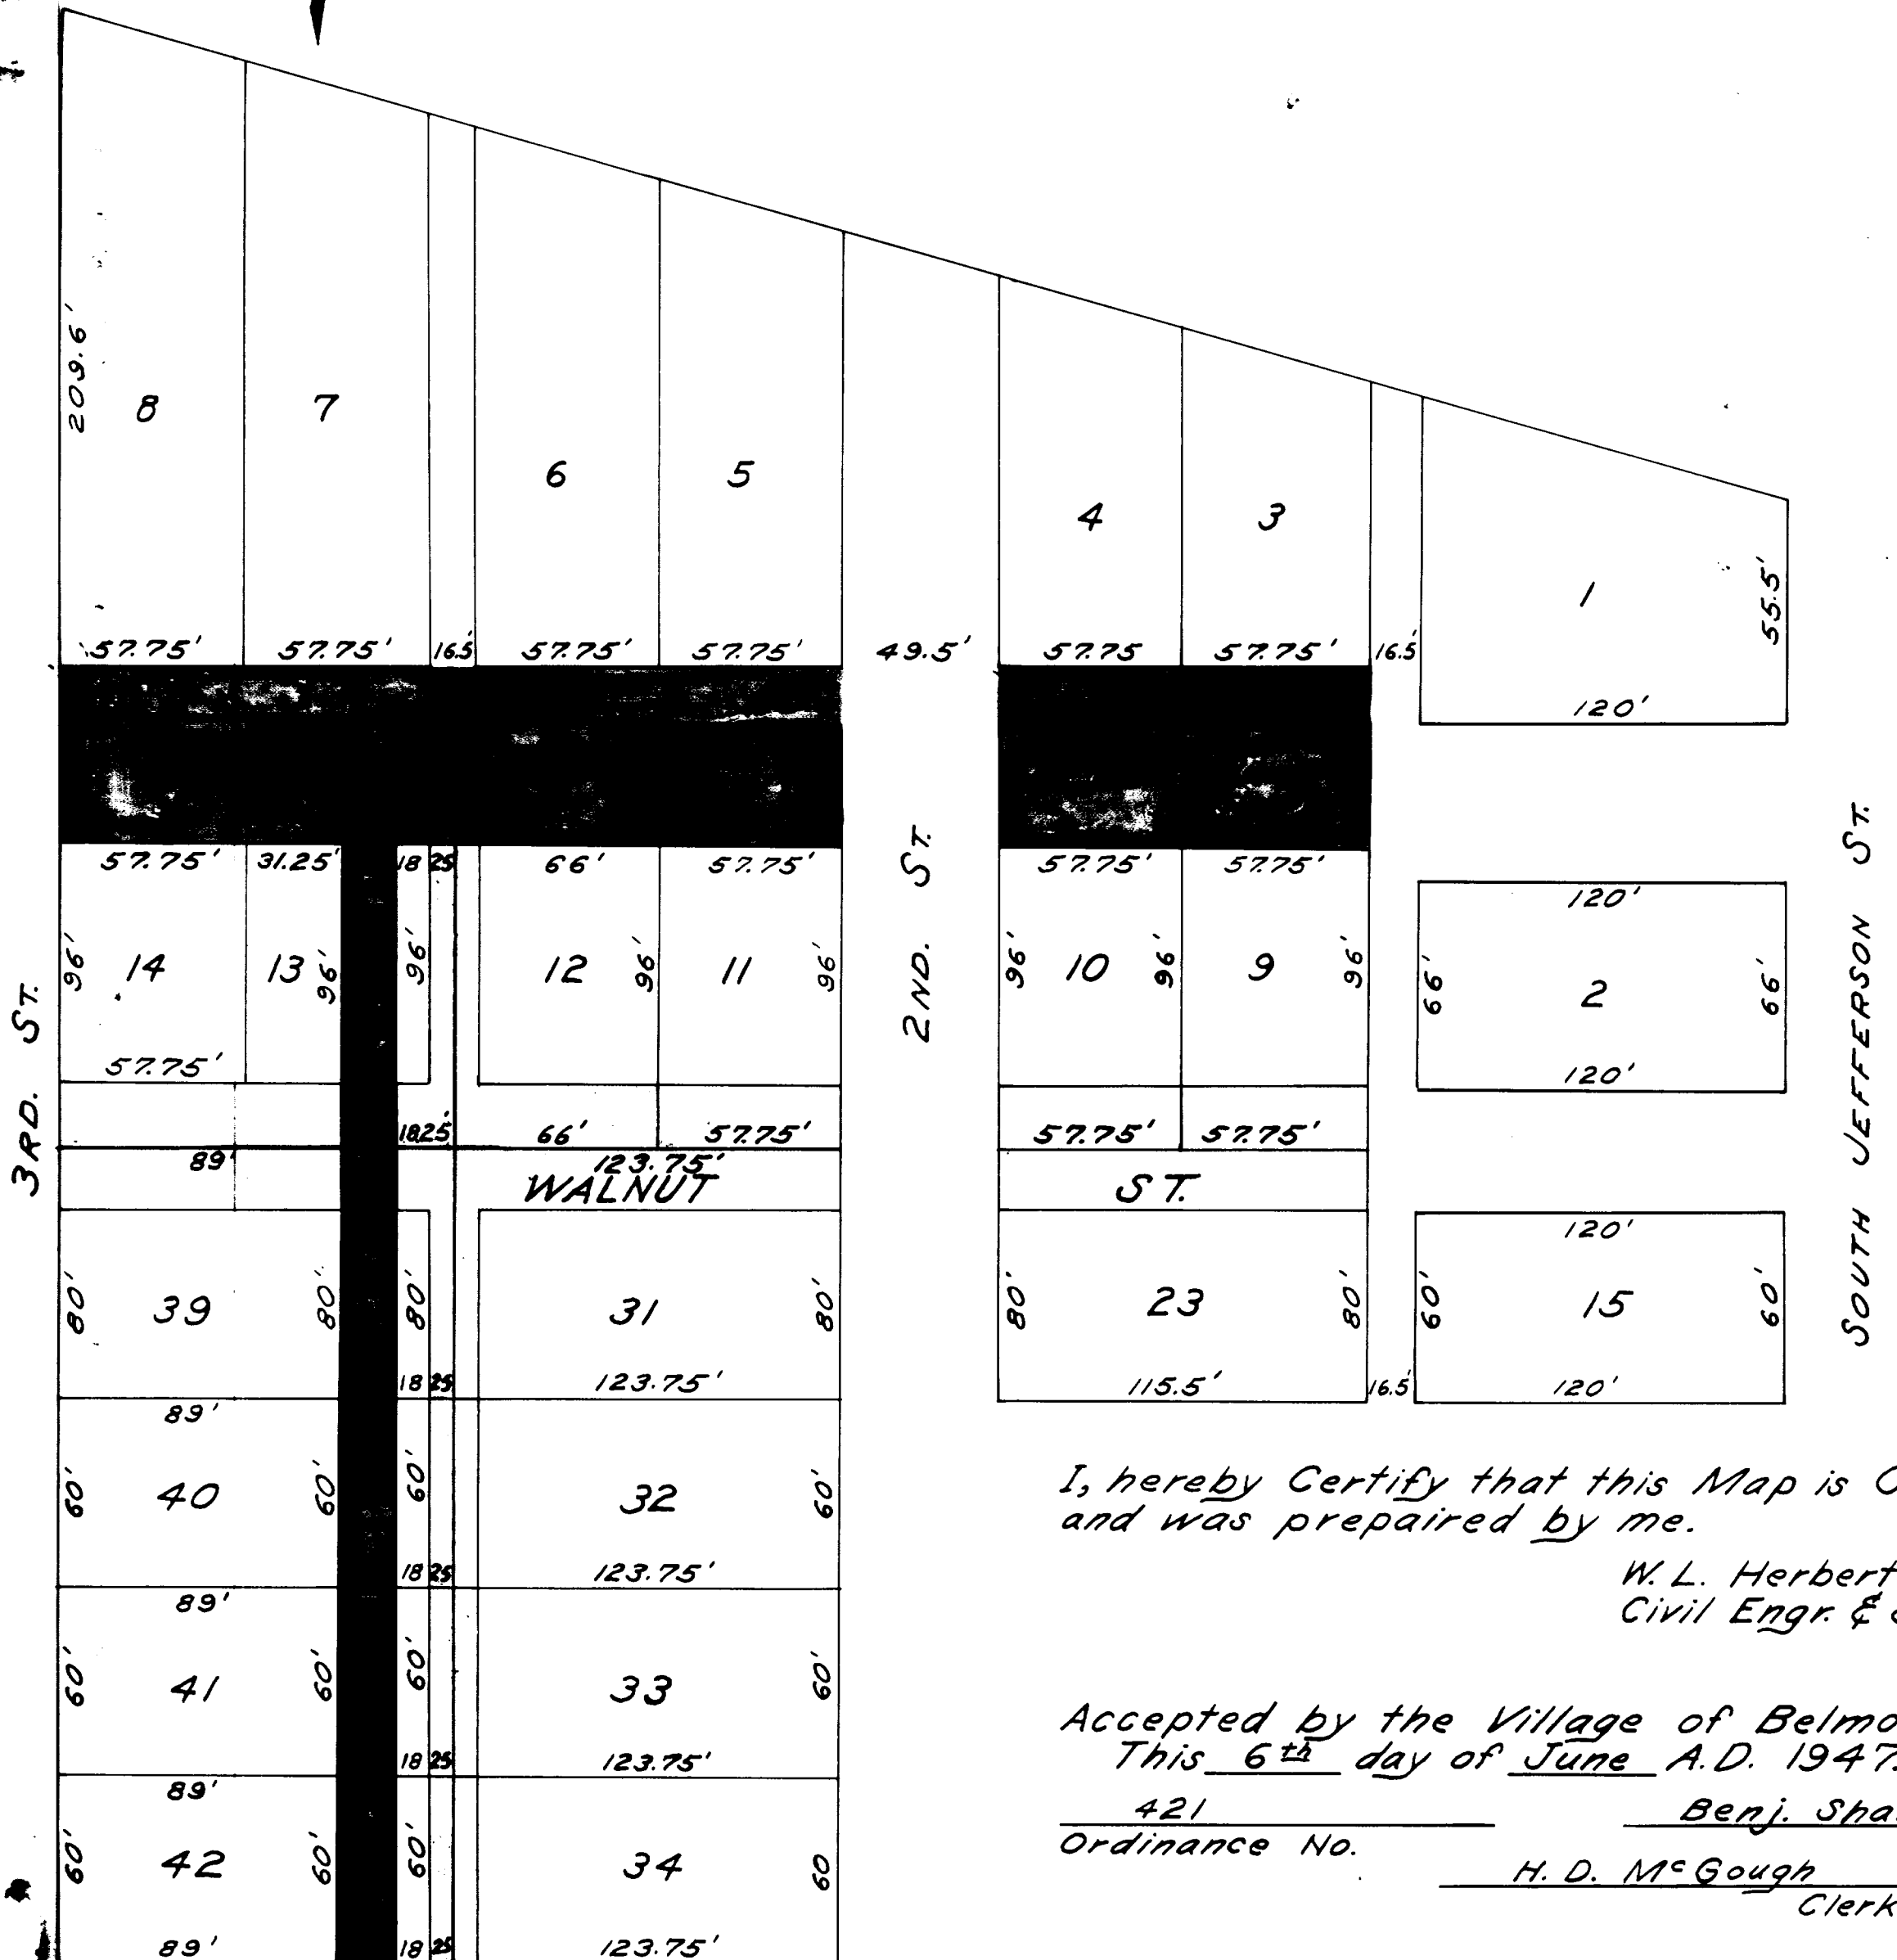 209.6'
8
7
6
5
4
3
1
55.5'
57.75' 57.75' 16.5' 57.75' 57.75' 49.5' 57.75 57.75' 16.5'
120'
57.75' 31.25' 18.25 66' 57.75' 57.75' 57.75'
120'
96' 14 13 96' 96' 12 96' 11 96' 96' 10 96' 9 96' 66' 2 66'
57.75'
120'
18.25' 66' 57.75' 57.75' 57.75'
89' 123.75'
WALNUT ST.
3RD. ST.
2ND. ST.
SOUTH JEFFERSON ST.
120'
80' 39 80' 80' 31 80' 80' 23 80' 60' 15 60'
18.25 123.75' 115.5' 16.5' 120'
89'
60' 40 60' 60' 32 60'
18.25 123.75'
89'
60' 41 60' 60' 33 60'
18.25 123.75'
89'
60' 42 60' 60' 34 60
89' 18.25 123.75'
I, hereby Certify that this Map is
and was prepaired by me.
W. L. Herbert
Civil Engr. &
Accepted by the Village of Belmo
This 6th day of June A.D. 1947.
421 Benj. Sha
Ordinance No.
H. D. McGough
Clerk